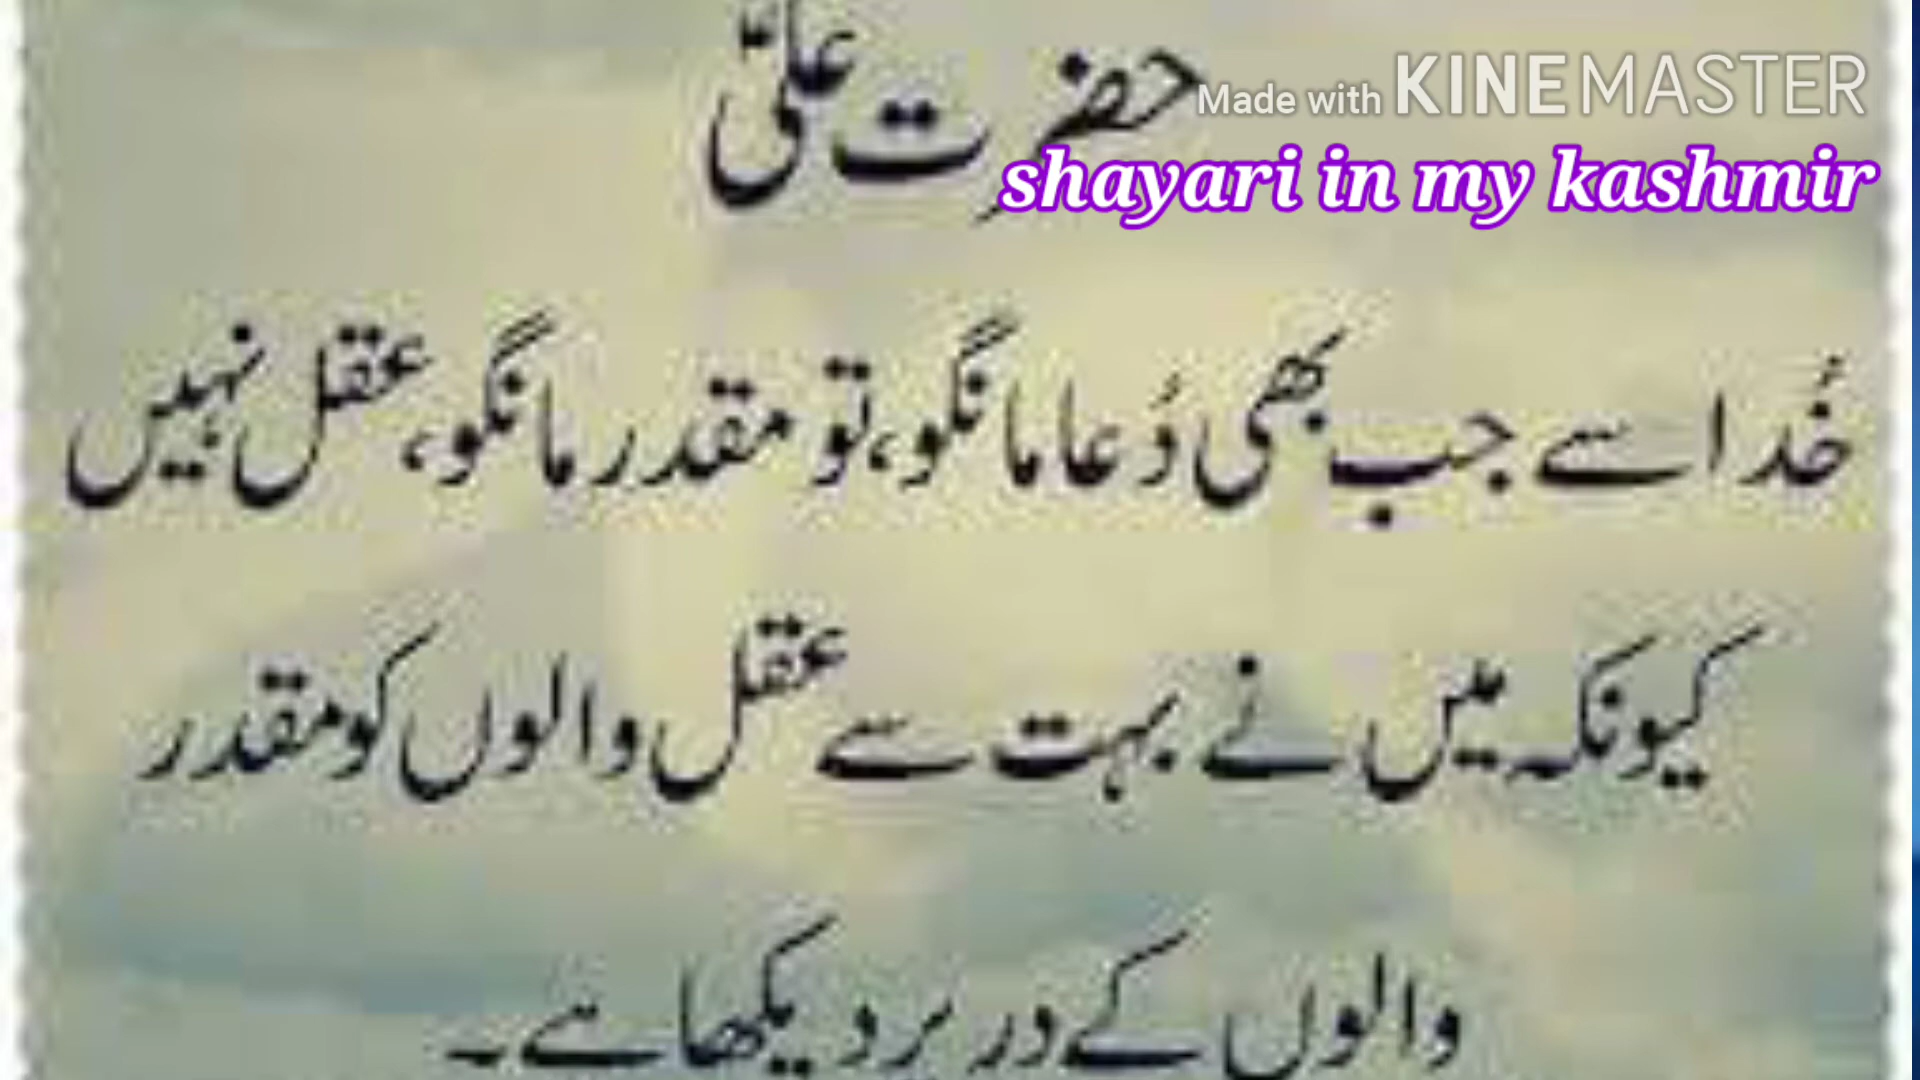 حضرت علیؓ
Made with KINEMASTER
shayari in my kashmir
خُدا سے جب بھی دُعا مانگو، تو مقدر مانگو، عقل نہیں
کیونکہ میں نے بہت سے عقل والوں کو مقدر
والوں کے در پر دیکھا ہے۔